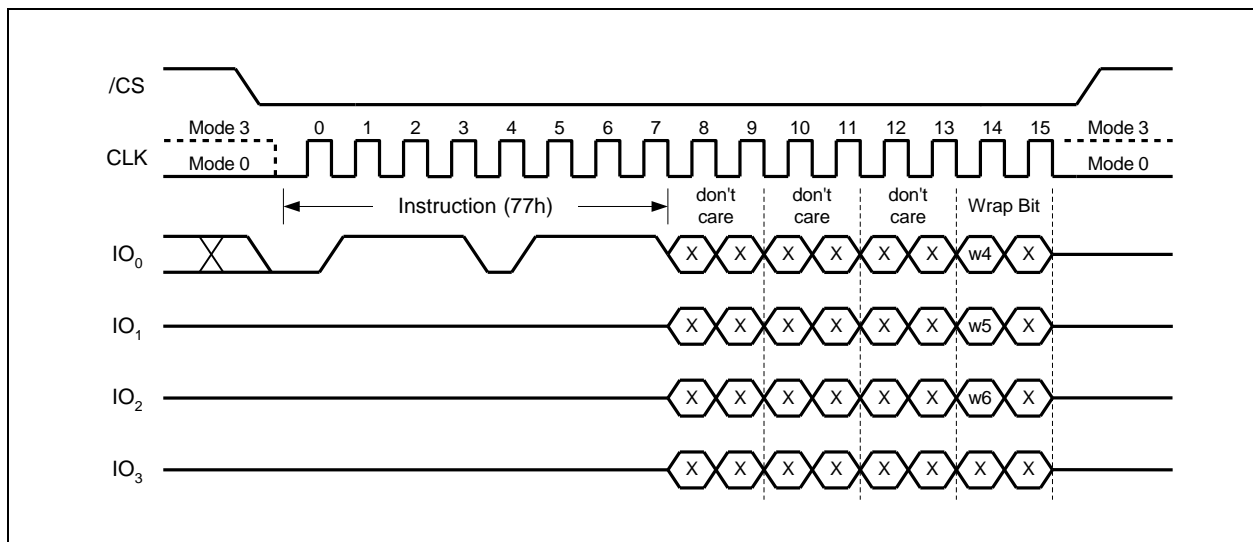 /CS
Mode 3 0 1 2 3 4 5 6 7 8 9 10 11 12 13 14 15 Mode 3
CLK
Mode 0 Mode 0
Instruction (77h) don't care don't care don't care Wrap Bit
IO0 X X X X X X X w4 X
IO1 X X X X X X w5 X
IO2 X X X X X X w6 X
IO3 X X X X X X X X